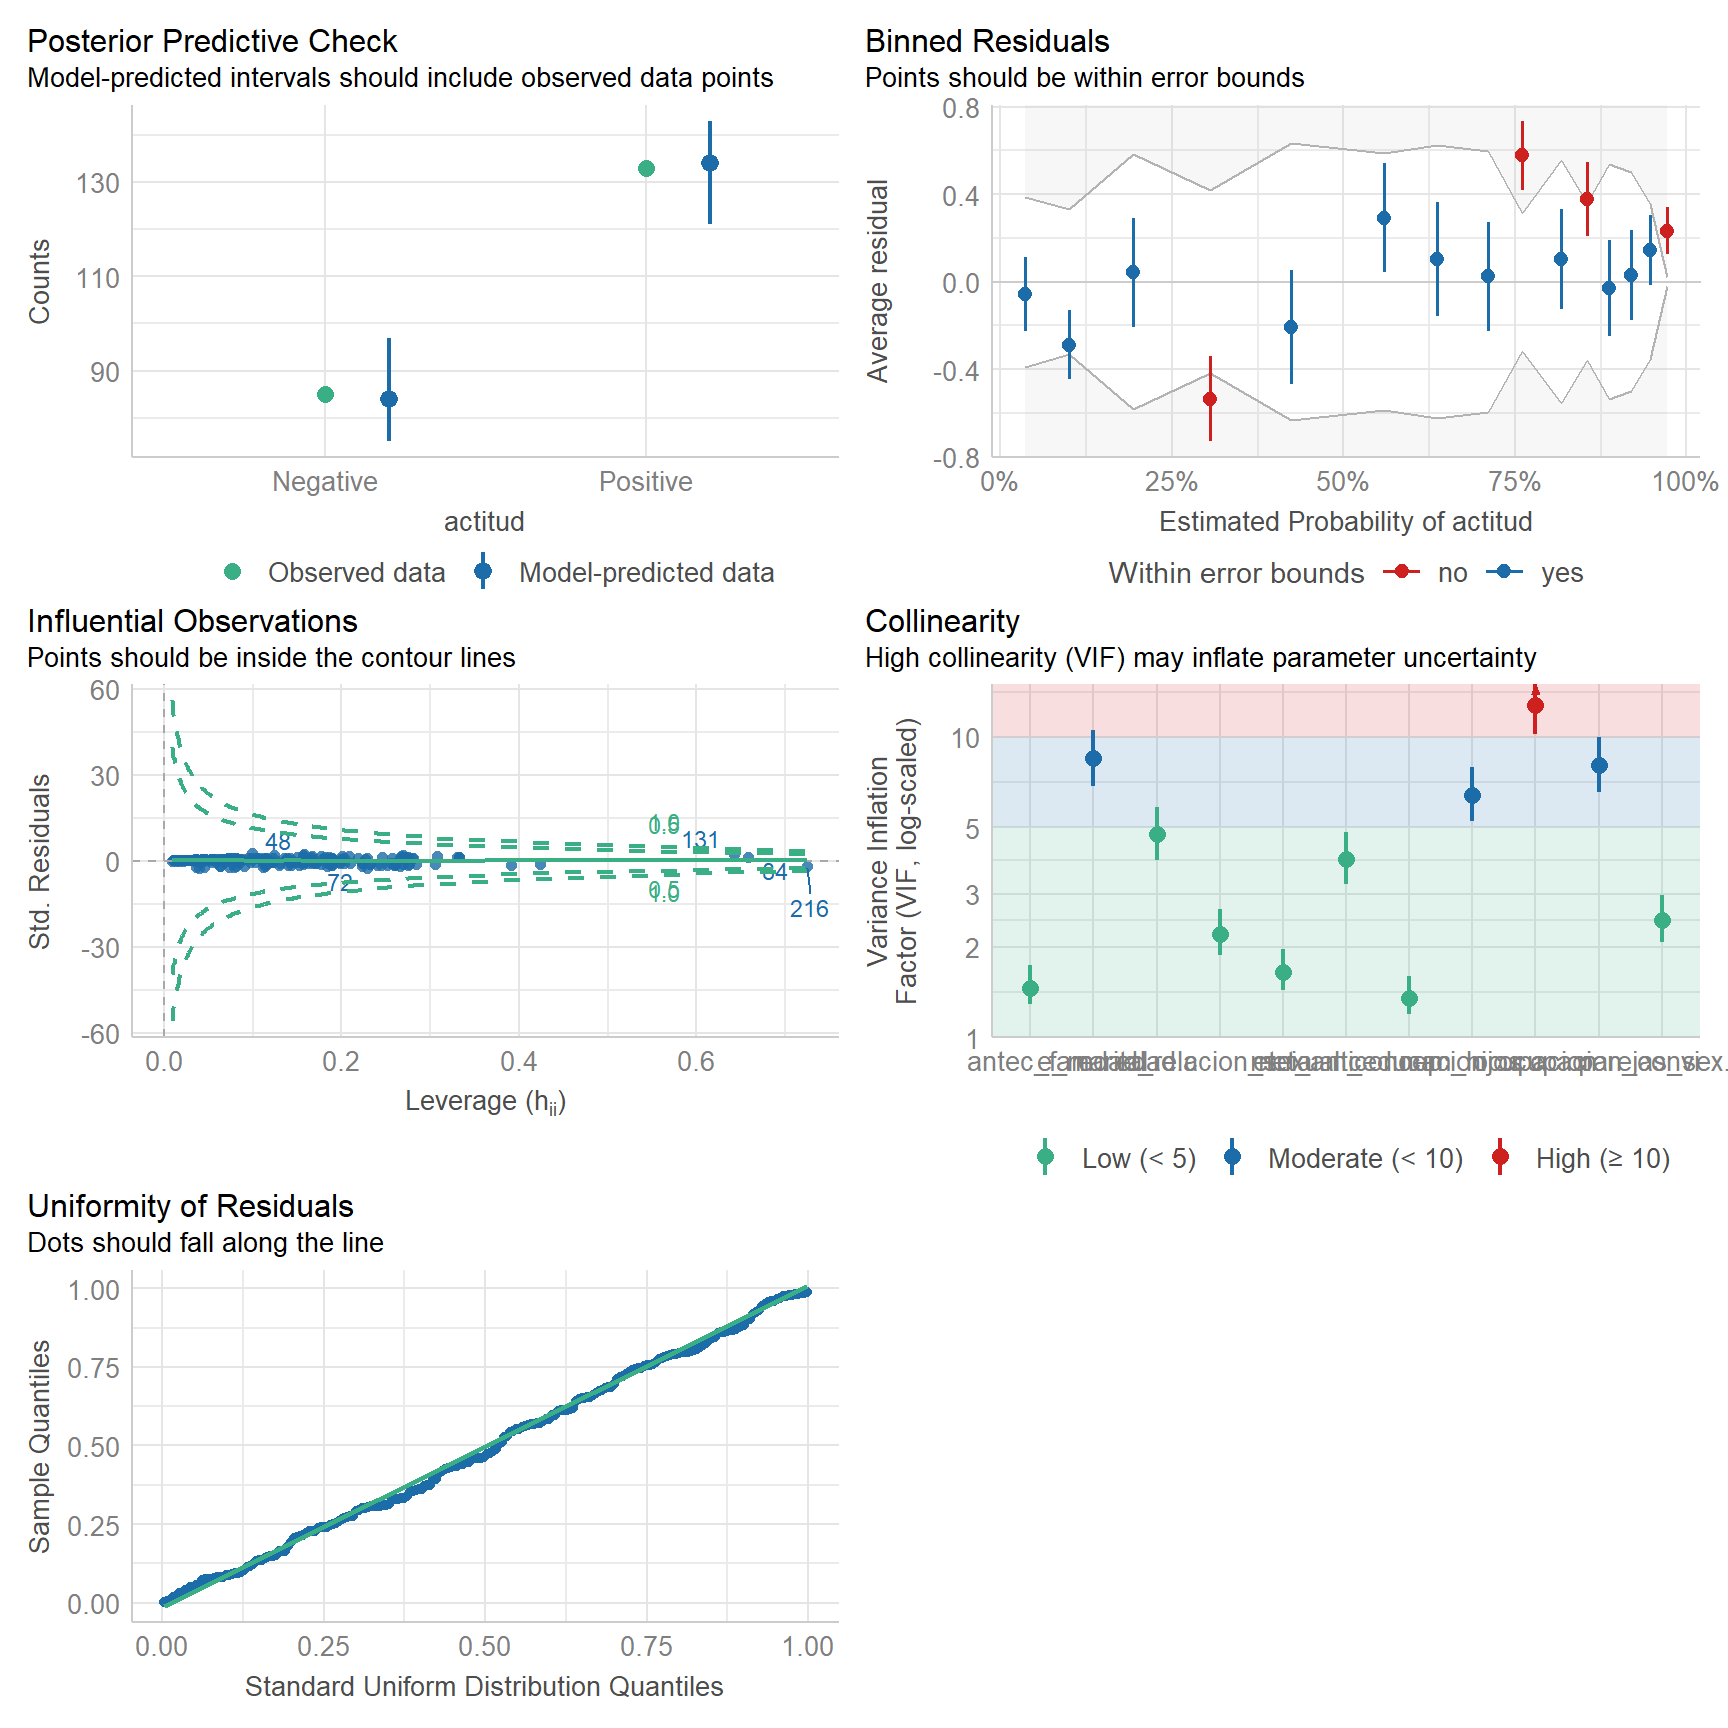 Posterior Predictive Check
Model-predicted intervals should include observed data points
Counts
130
110
90
Negative
Positive
actitud
Observed data
Model-predicted data
Binned Residuals
Points should be within error bounds
Average residual
0.8
0.4
0.0
-0.4
-0.8
0%
25%
50%
75%
100%
Estimated Probability of actitud
Within error bounds
no
yes
Influential Observations
Points should be inside the contour lines
Std. Residuals
60
30
0
-30
-60
48
72
131
84
216
0.5
0.5
0.0
0.2
0.4
0.6
Leverage (hii)
Collinearity
High collinearity (VIF) may inflate parameter uncertainty
Variance Inflation
Factor (VIF, log-scaled)
10
5
3
2
1
Low (< 5)
Moderate (< 10)
High (≥ 10)
Uniformity of Residuals
Dots should fall along the line
Sample Quantiles
1.00
0.75
0.50
0.25
0.00
0.00
0.25
0.50
0.75
1.00
Standard Uniform Distribution Quantiles